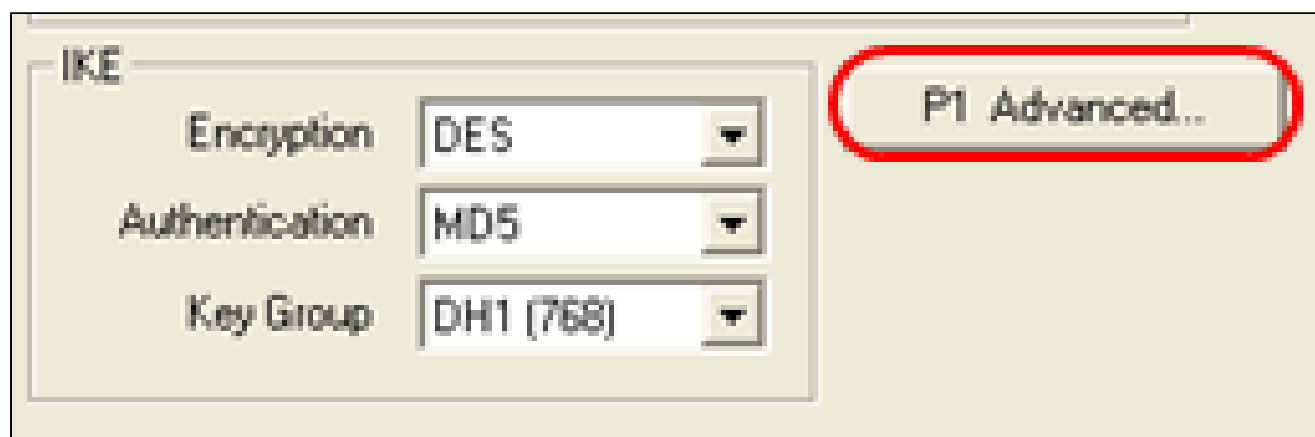 IKE
Encryption DES
Authentication MD5
Key Group DH1 (768)
P1 Advanced...